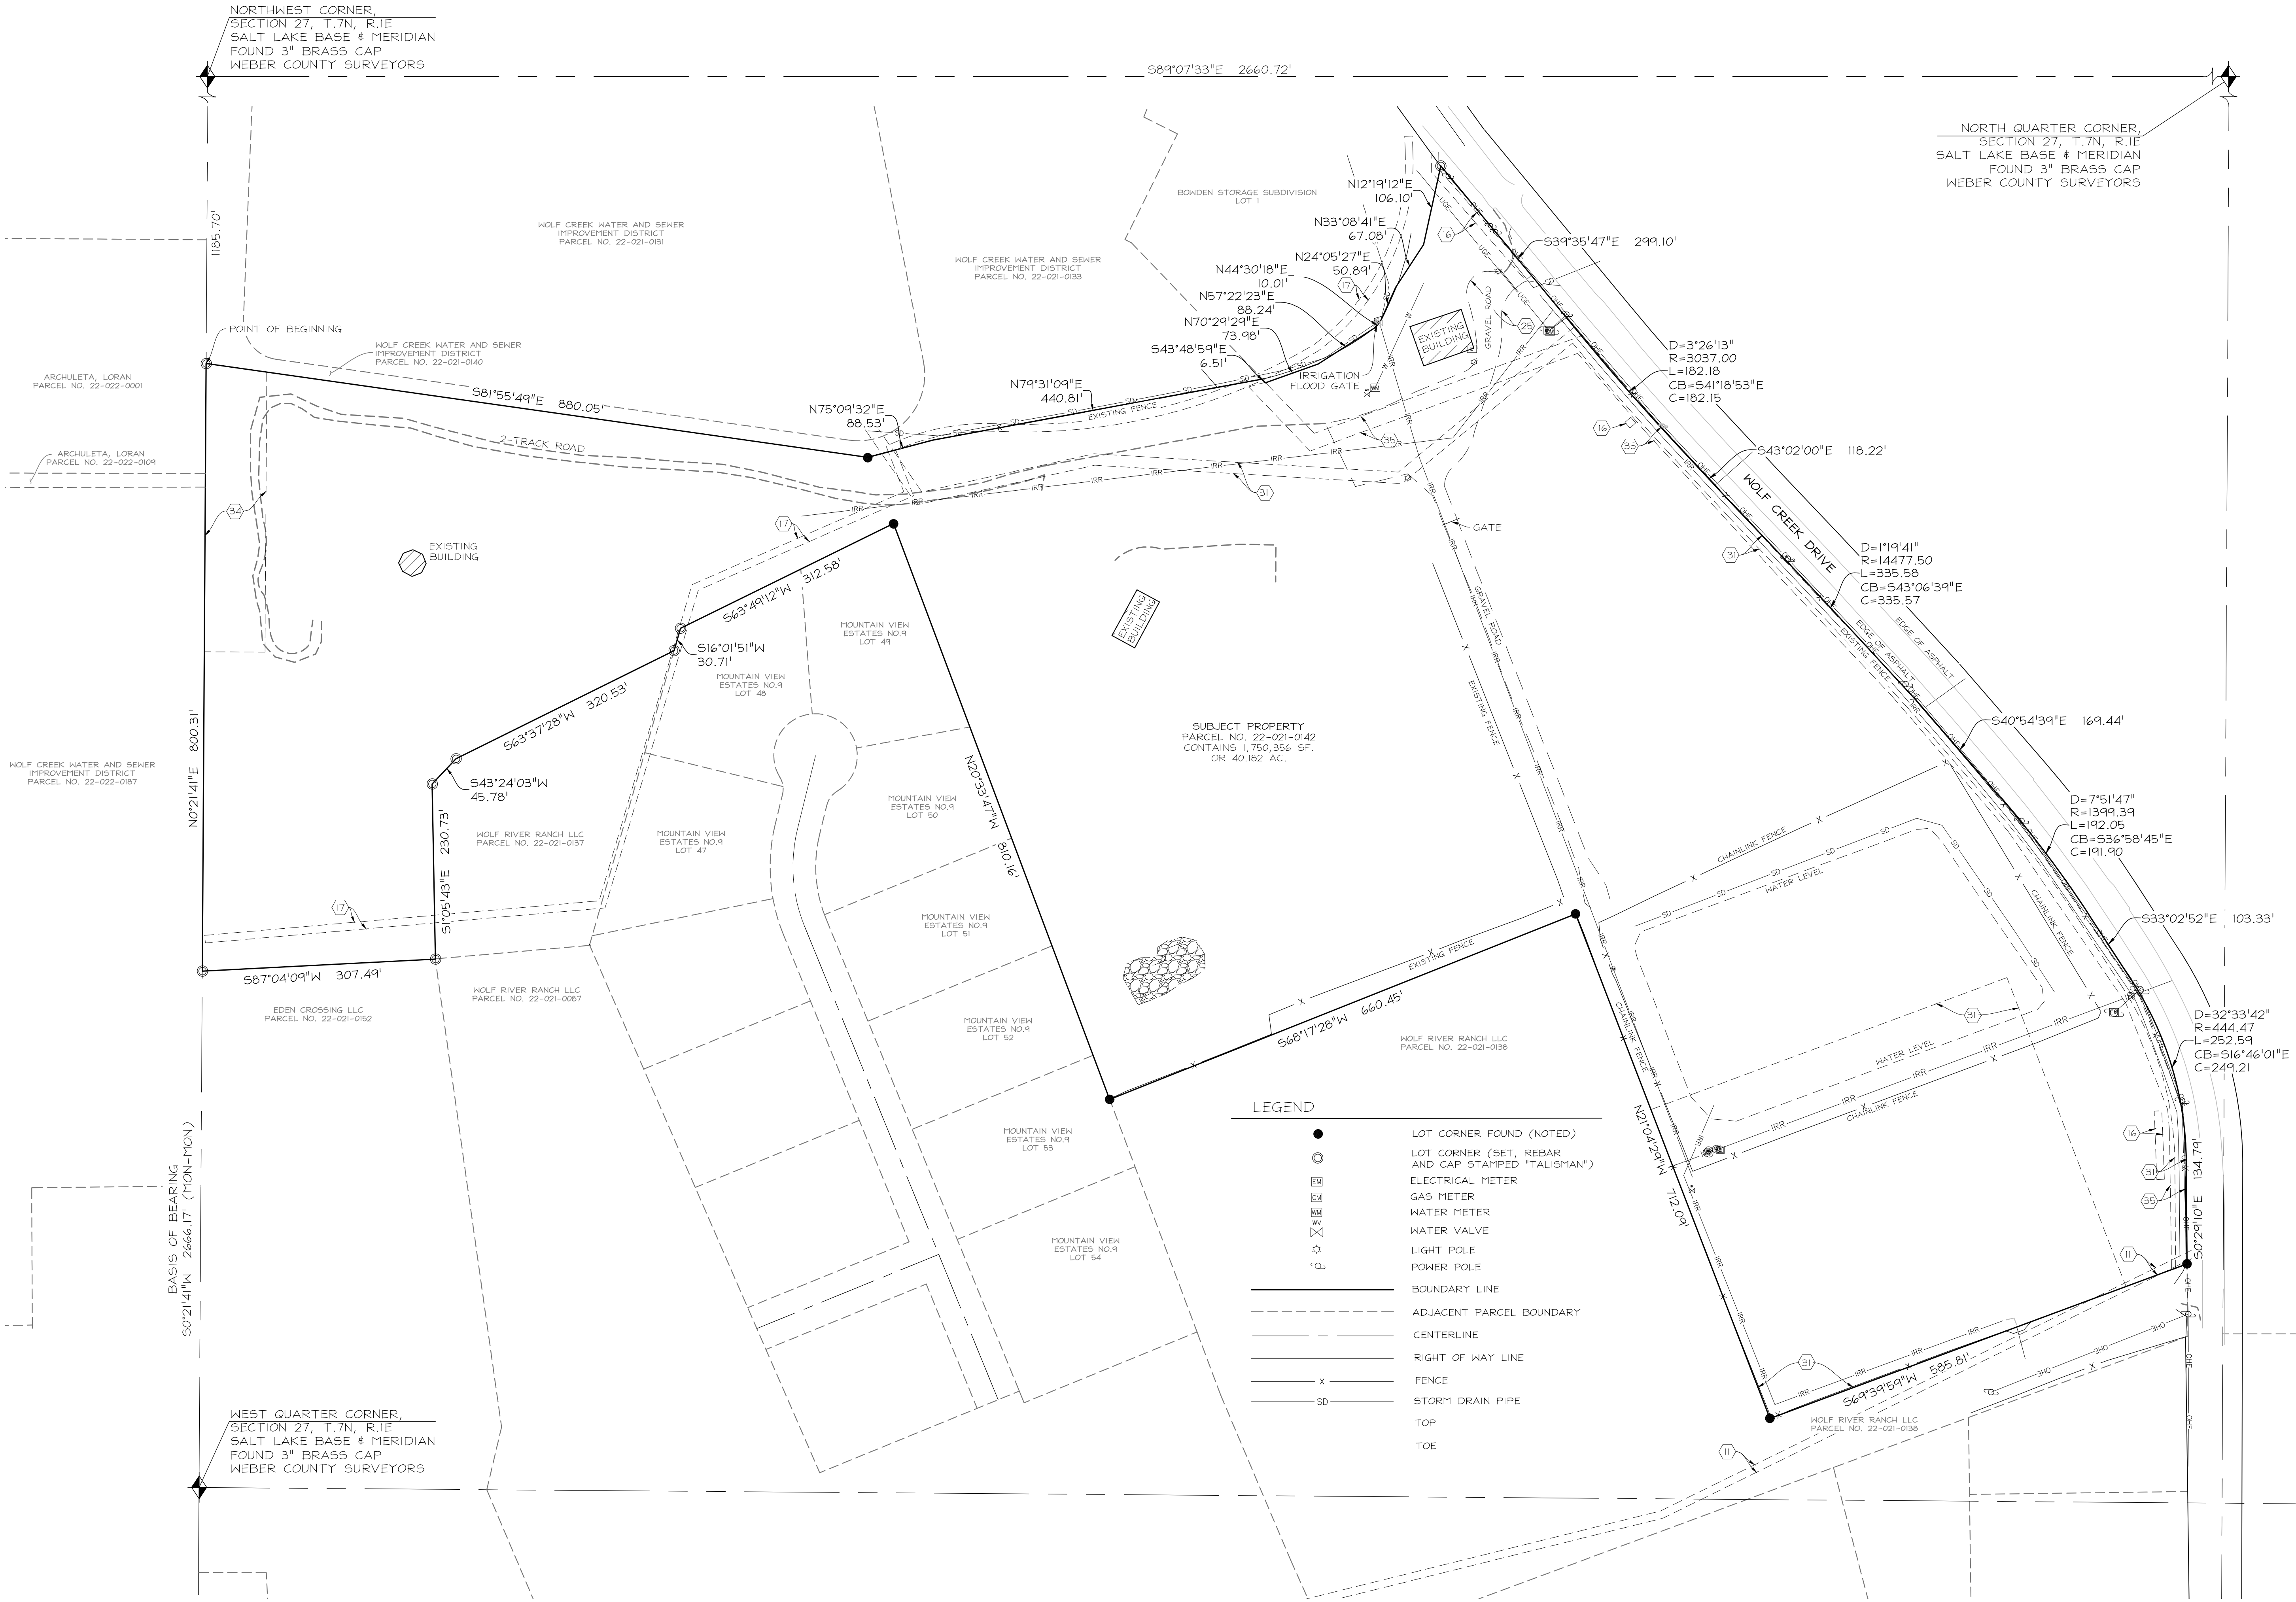 NORTHWEST CORNER,
SECTION 27, T.7N, R.1E
SALT LAKE BASE & MERIDIAN
FOUND 3" BRASS CAP
WEBER COUNTY SURVEYORS
S89°07'33"E 2660.72'
NORTH QUARTER CORNER,
SECTION 27, T.7N, R.1E
SALT LAKE BASE & MERIDIAN
FOUND 3" BRASS CAP
WEBER COUNTY SURVEYORS
1185.70'
WOLF CREEK WATER AND SEWER
IMPROVEMENT DISTRICT
PARCEL NO. 22-021-0131
BOWDEN STORAGE SUBDIVISION
LOT 1
WOLF CREEK WATER AND SEWER
IMPROVEMENT DISTRICT
PARCEL NO. 22-021-0133
N12°19'12"E
106.10'
N33°08'41"E
67.08'
N24°05'27"E
50.89'
N44°30'18"E
10.01'
N57°22'23"E
88.24'
N70°29'29"E
73.98'
S43°48'59"E
6.51'
N79°31'09"E
440.81'
N75°09'32"E
88.53'
IRRIGATION
FLOOD GATE
EXISTING
BUILDING
GRAVEL ROAD
16
17
25
S39°35'47"E 299.10'
D=3°26'13"
R=3037.00
L=182.18
CB=S41°18'53"E
C=182.15
POINT OF BEGINNING
WOLF CREEK WATER AND SEWER
IMPROVEMENT DISTRICT
PARCEL NO. 22-021-0140
ARCHULETA, LORAN
PARCEL NO. 22-022-0001
S81°55'49"E 880.05'
EXISTING FENCE
2-TRACK ROAD
ARCHULETA, LORAN
PARCEL NO. 22-022-0109
34
17
31
35
16
35
S43°02'00"E 118.22'
WOLF CREEK DRIVE
GATE
EXISTING
BUILDING
31
D=1°19'41"
R=14477.50
L=335.58
CB=S43°06'39"E
C=335.57
EDGE OF ASPHALT
EDGE OF ASPHALT
EXISTING FENCE
S63°49'12"W 312.58'
S16°01'51"W
30.71'
MOUNTAIN VIEW
ESTATES NO.9
LOT 49
MOUNTAIN VIEW
ESTATES NO.9
LOT 48
EXISTING
BUILDING
GRAVEL ROAD
EXISTING FENCE
S63°37'28"W 320.53'
N0°21'41"E 800.31'
SUBJECT PROPERTY
PARCEL NO. 22-021-0142
CONTAINS 1,750,356 SF.
OR 40.182 AC.
S40°54'39"E 169.44'
WOLF CREEK WATER AND SEWER
IMPROVEMENT DISTRICT
PARCEL NO. 22-022-0187
S43°24'03"W
45.78'
N20°33'47"W 810.16'
MOUNTAIN VIEW
ESTATES NO.9
LOT 50
D=7°51'47"
R=1399.39
L=192.05
CB=S36°58'45"E
C=191.90
WOLF RIVER RANCH LLC
PARCEL NO. 22-021-0137
MOUNTAIN VIEW
ESTATES NO.9
LOT 47
S1°05'43"E 230.73'
CHAINLINK FENCE
WATER LEVEL
CHAINLINK FENCE
17
MOUNTAIN VIEW
ESTATES NO.9
LOT 51
S33°02'52"E 103.33'
EXISTING FENCE
S87°04'09"W 307.49'
WOLF RIVER RANCH LLC
PARCEL NO. 22-021-0087
EDEN CROSSING LLC
PARCEL NO. 22-021-0152
MOUNTAIN VIEW
ESTATES NO.9
LOT 52
S68°17'28"W 660.45'
WOLF RIVER RANCH LLC
PARCEL NO. 22-021-0138
CHAINLINK FENCE
31
WATER LEVEL
CHAINLINK FENCE
D=32°33'42"
R=444.47
L=252.59
CB=S16°46'01"E
C=249.21
N21°04'29"W 712.09'
16
31
35
11
S0°29'10"E 134.79'
MOUNTAIN VIEW
ESTATES NO.9
LOT 53
MOUNTAIN VIEW
ESTATES NO.9
LOT 54
LEGEND
LOT CORNER FOUND (NOTED)
LOT CORNER (SET, REBAR
AND CAP STAMPED "TALISMAN")
EM ELECTRICAL METER
GM GAS METER
WM WATER METER
WV WATER VALVE
LIGHT POLE
POWER POLE
BOUNDARY LINE
ADJACENT PARCEL BOUNDARY
CENTERLINE
RIGHT OF WAY LINE
X FENCE
SD STORM DRAIN PIPE
TOP
TOE
BASIS OF BEARING
S0°21'41"W 2666.17' (MON-MON)
31
S69°39'59"W 585.81'
WOLF RIVER RANCH LLC
PARCEL NO. 22-021-0138
11
WEST QUARTER CORNER,
SECTION 27, T.7N, R.1E
SALT LAKE BASE & MERIDIAN
FOUND 3" BRASS CAP
WEBER COUNTY SURVEYORS